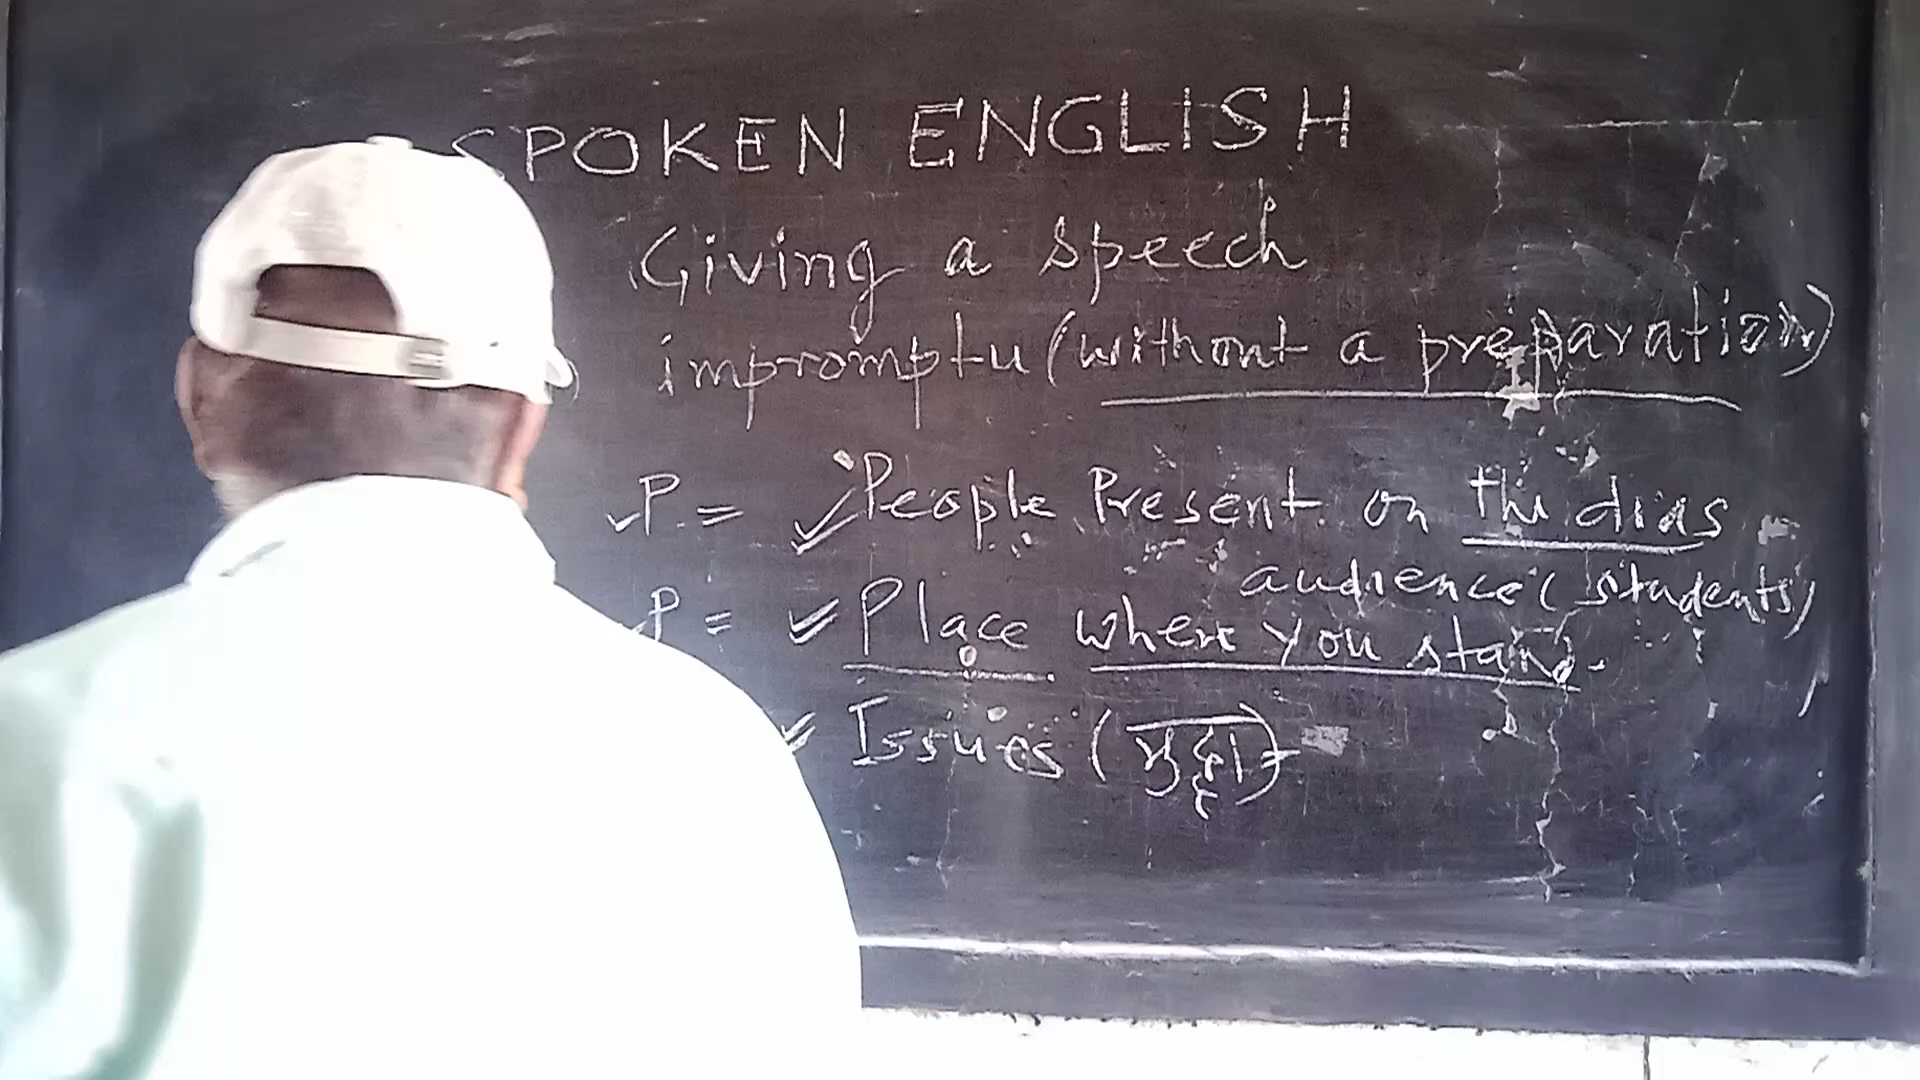 SPOKEN ENGLISH
Giving a speech
impromptu (without a preparation)
P = People Present on the dias
audience (students)
P = Place where you stand.
Issues (मुद्दा)